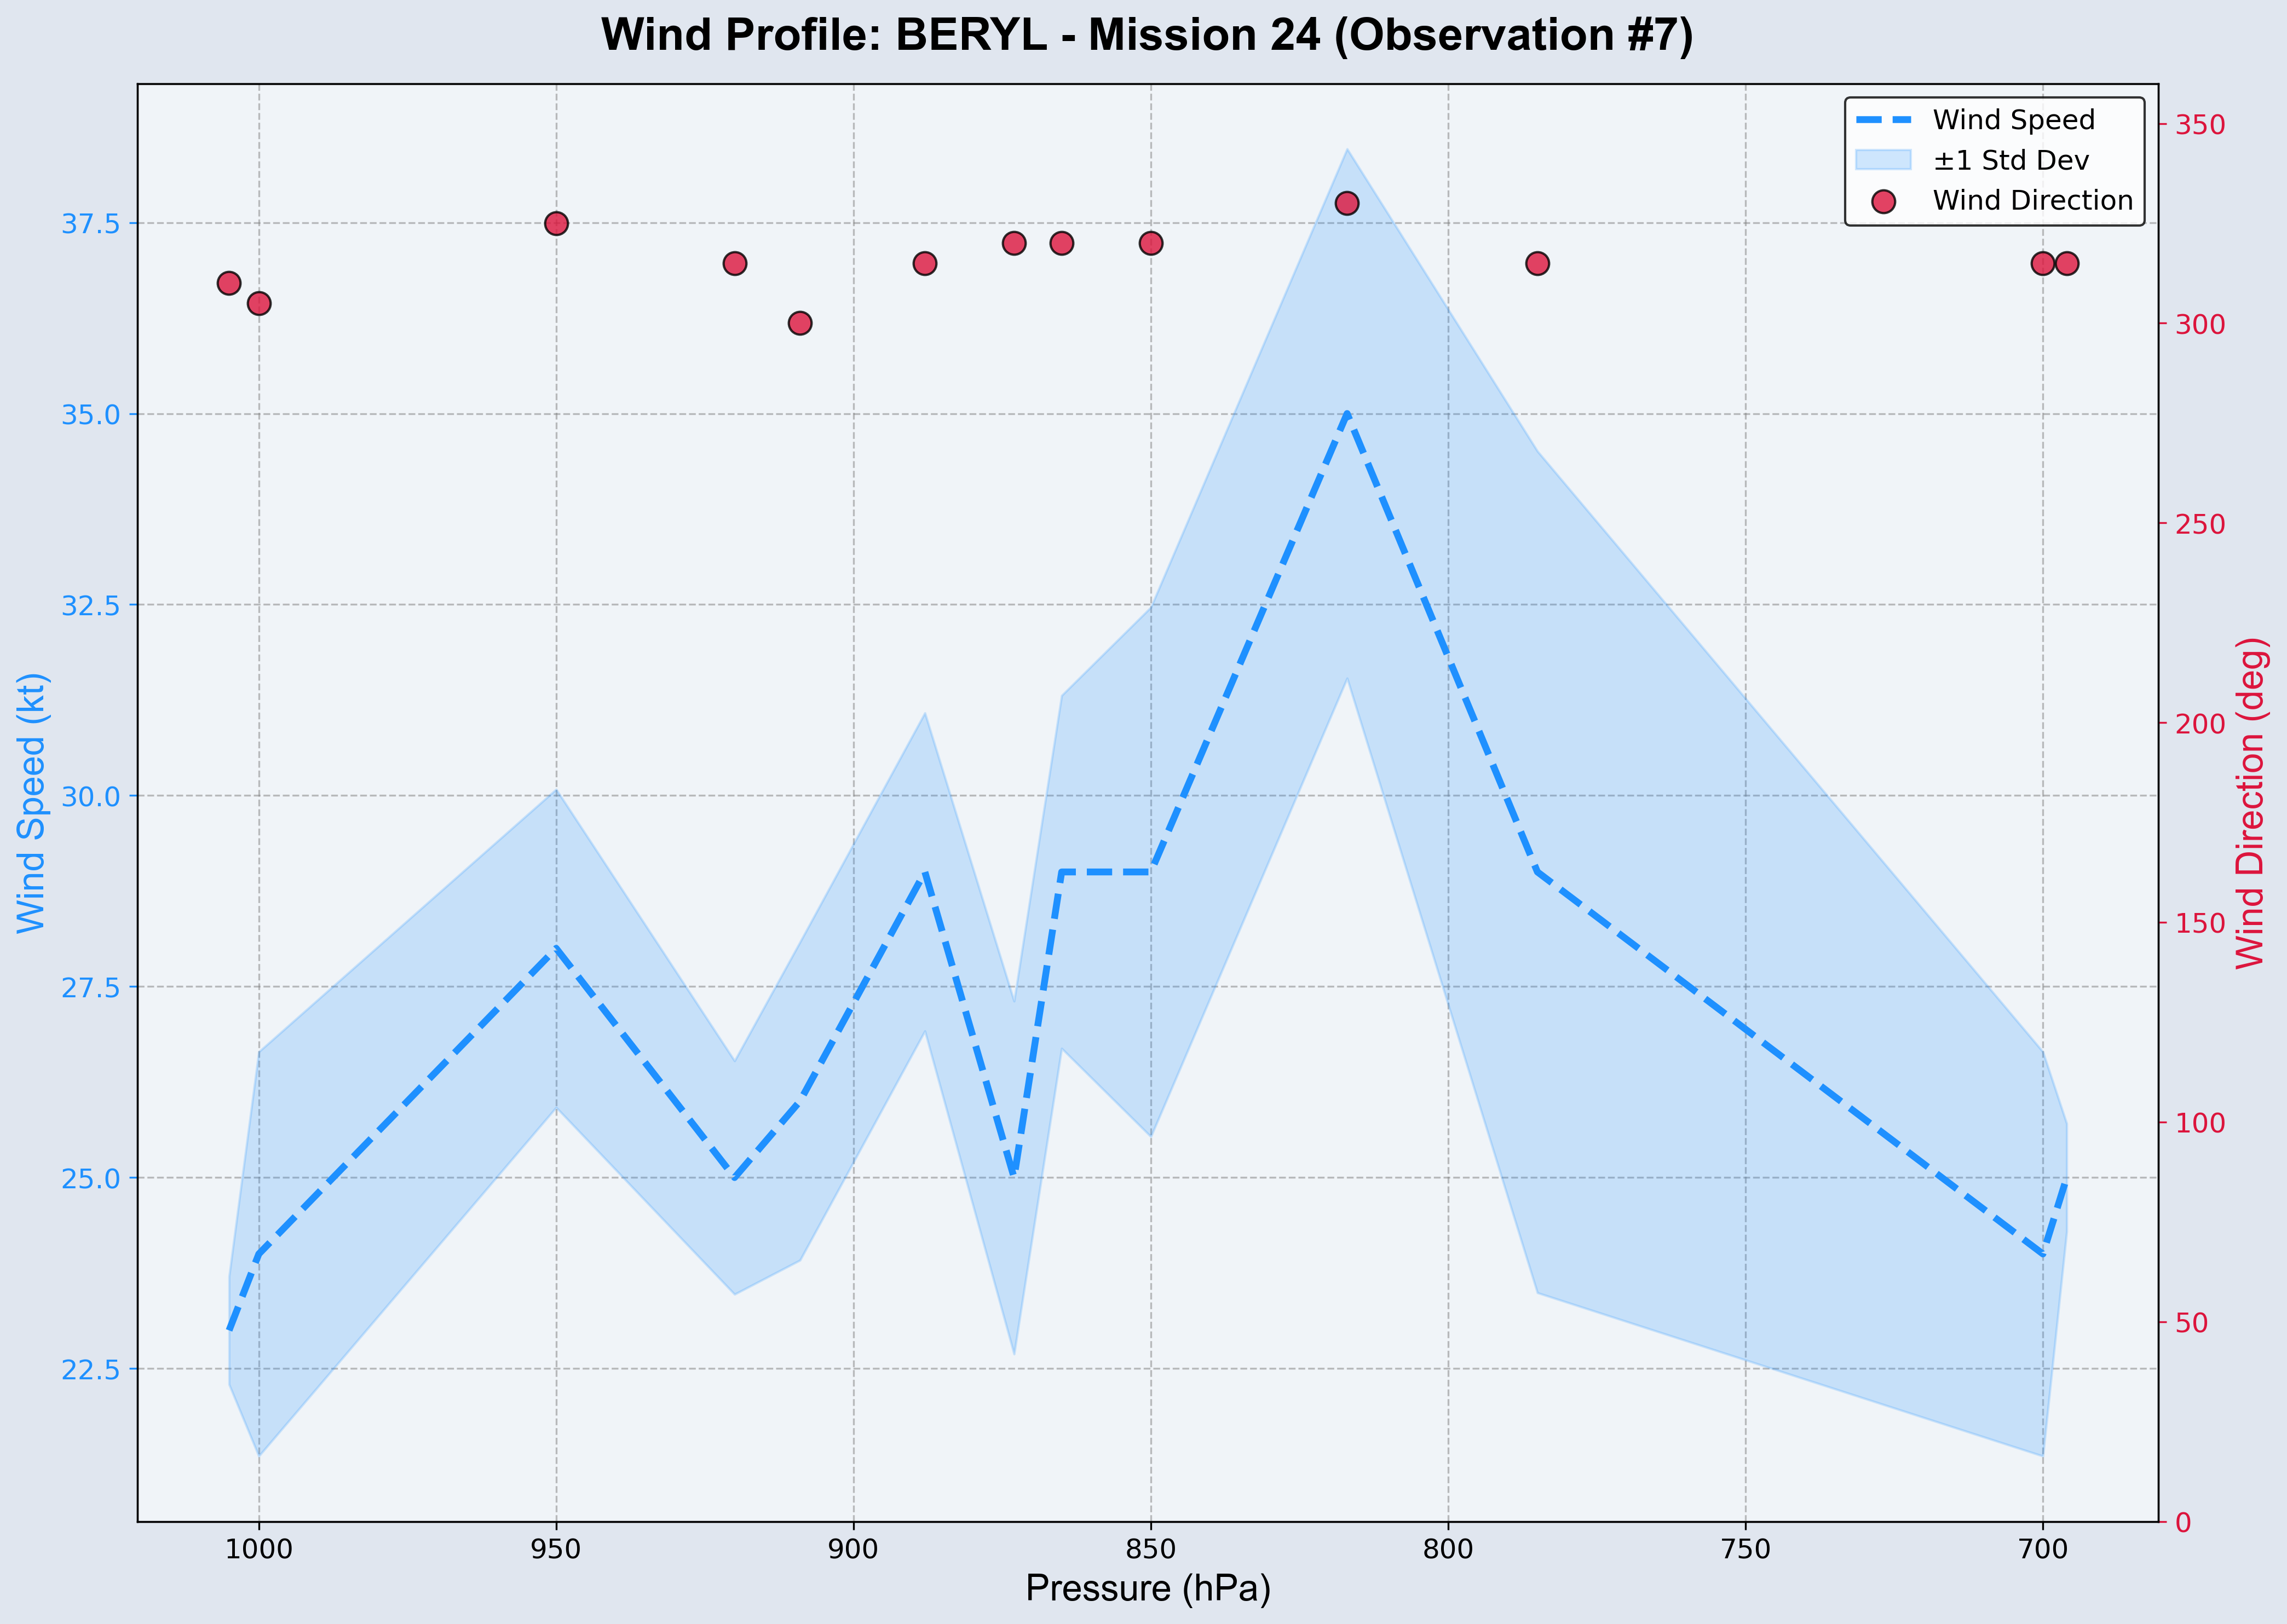 Wind Profile: BERYL - Mission 24 (Observation #7)
Wind Speed
±1 Std Dev
Wind Direction
37.5
35.0
32.5
30.0
27.5
25.0
22.5
Wind Speed (kt)
350
300
250
200
150
100
50
0
Wind Direction (deg)
1000 950 900 850 800 750 700
Pressure (hPa)